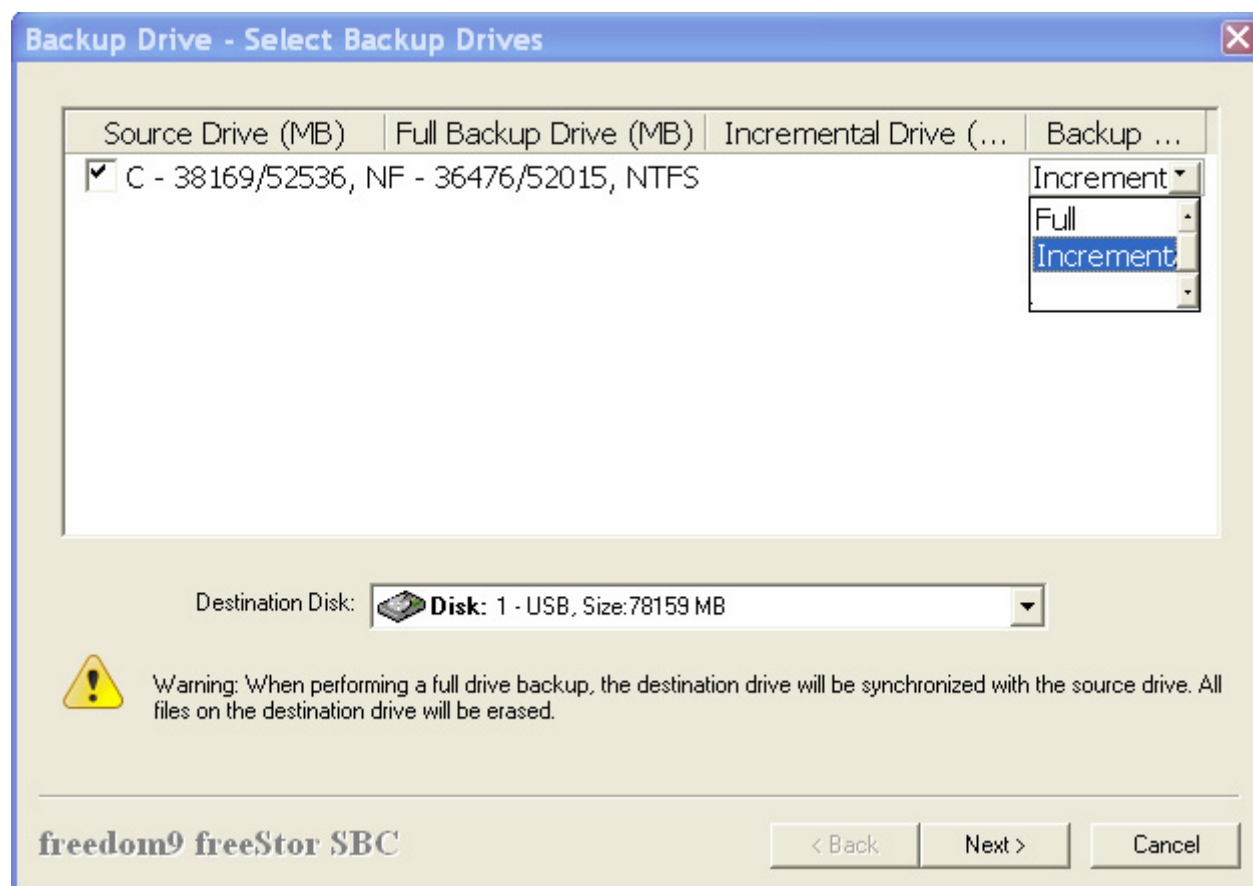 Backup Drive - Select Backup Drives
Source Drive (MB) Full Backup Drive (MB) Incremental Drive (... Backup ...
C - 38169/52536, NF - 36476/52015, NTFS Increment
Full
Increment
Destination Disk: Disk: 1 - USB, Size:78159 MB
Warning: When performing a full drive backup, the destination drive will be synchronized with the source drive. All
files on the destination drive will be erased.
freedom9 freeStor SBC < Back Next > Cancel